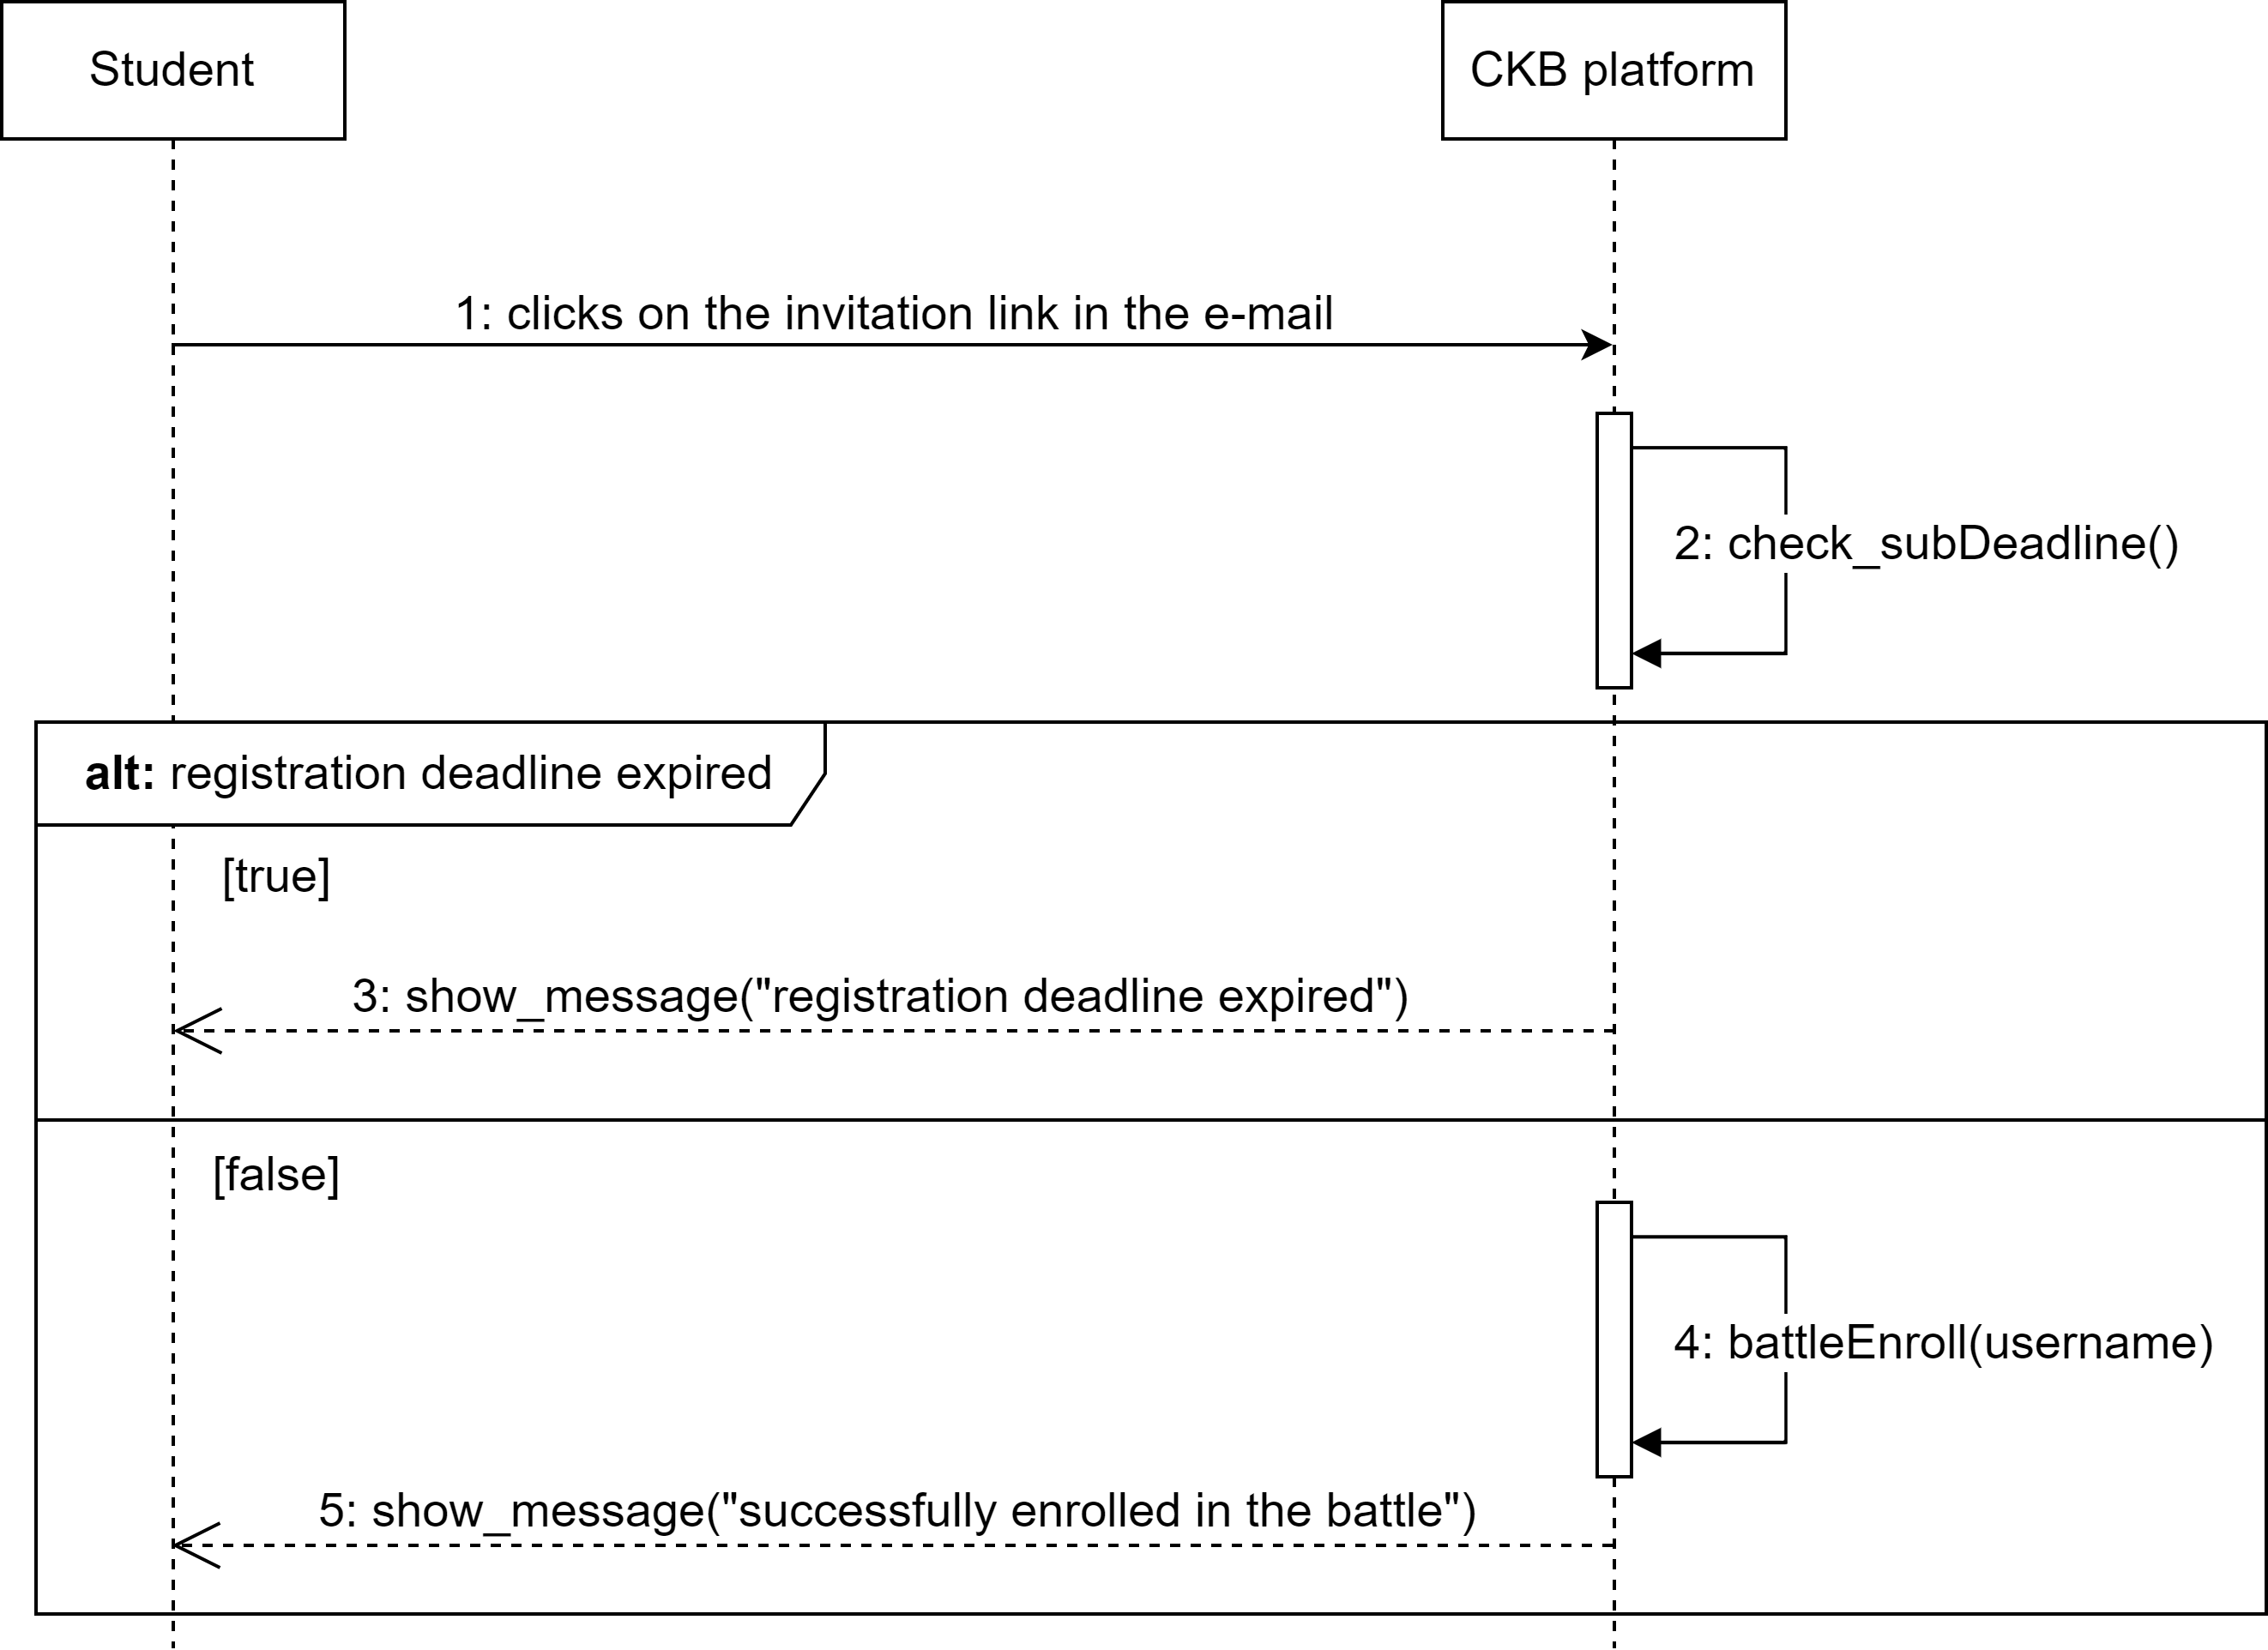 Student
CKB platform
1: clicks on the invitation link in the e-mail
2: check_subDeadline()
alt: registration deadline expired
[true]
3: show_message("registration deadline expired")
[false]
4: battleEnroll(username)
5: show_message("successfully enrolled in the battle")